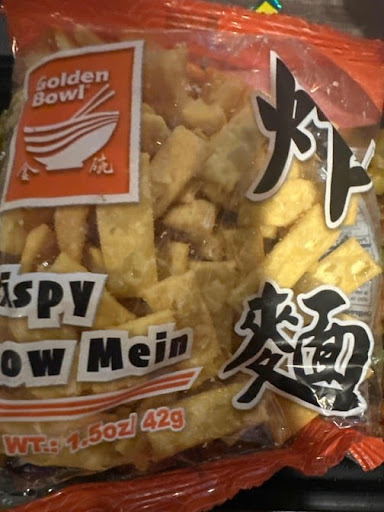 Golden
Bowl
金碗
炸
麵
ispy
ow Mein
WT.: 1.5oz/ 42g